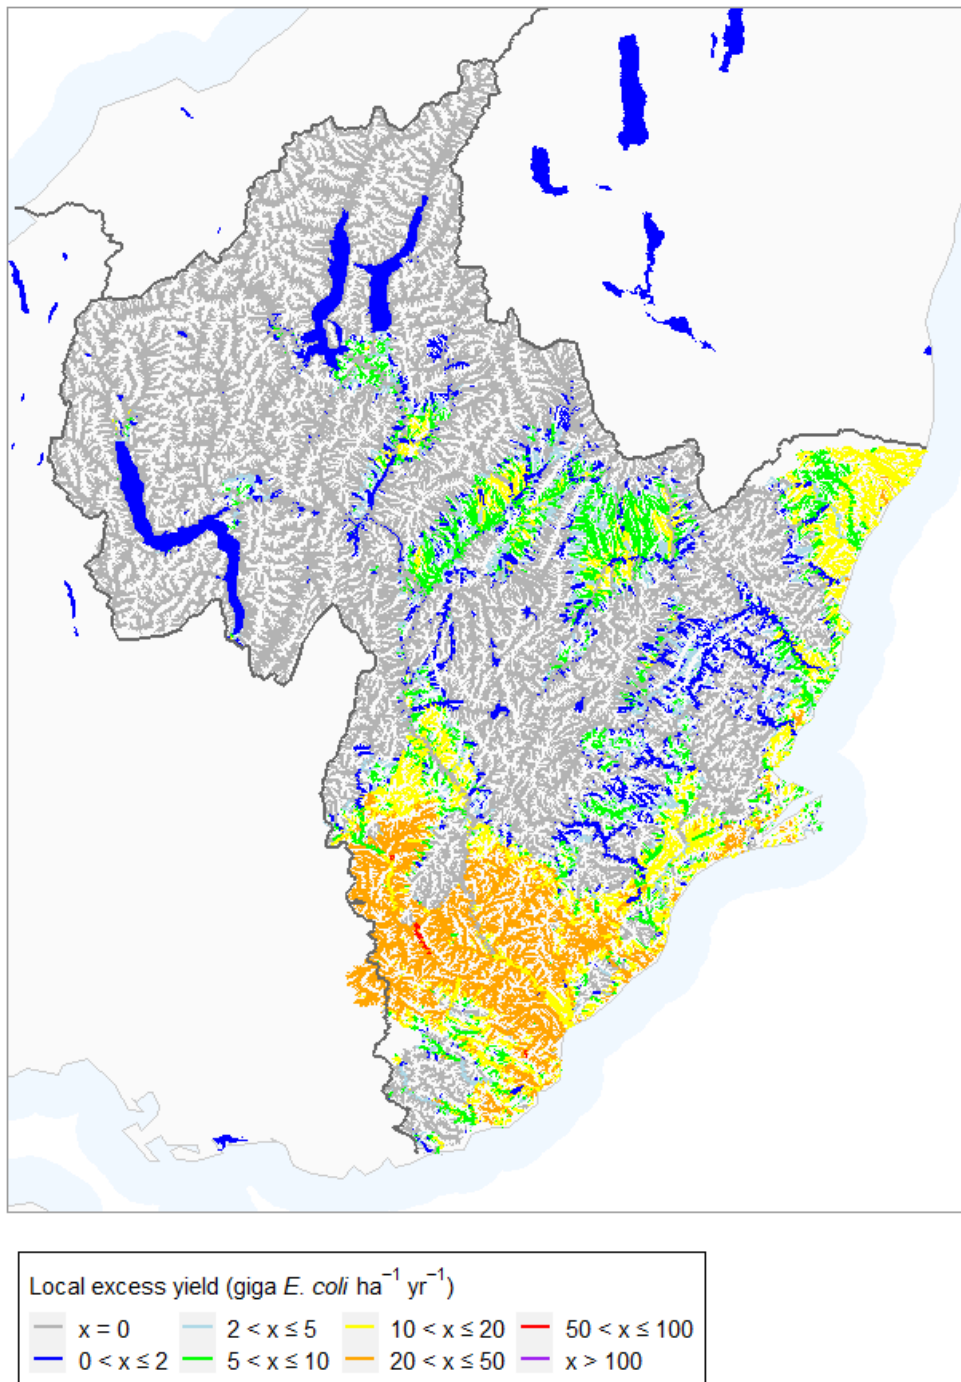 Local excess yield (giga E. coli ha⁻¹ yr⁻¹)
x = 0 2 < x ≤ 5 10 < x ≤ 20 50 < x ≤ 100
0 < x ≤ 2 5 < x ≤ 10 20 < x ≤ 50 x > 100